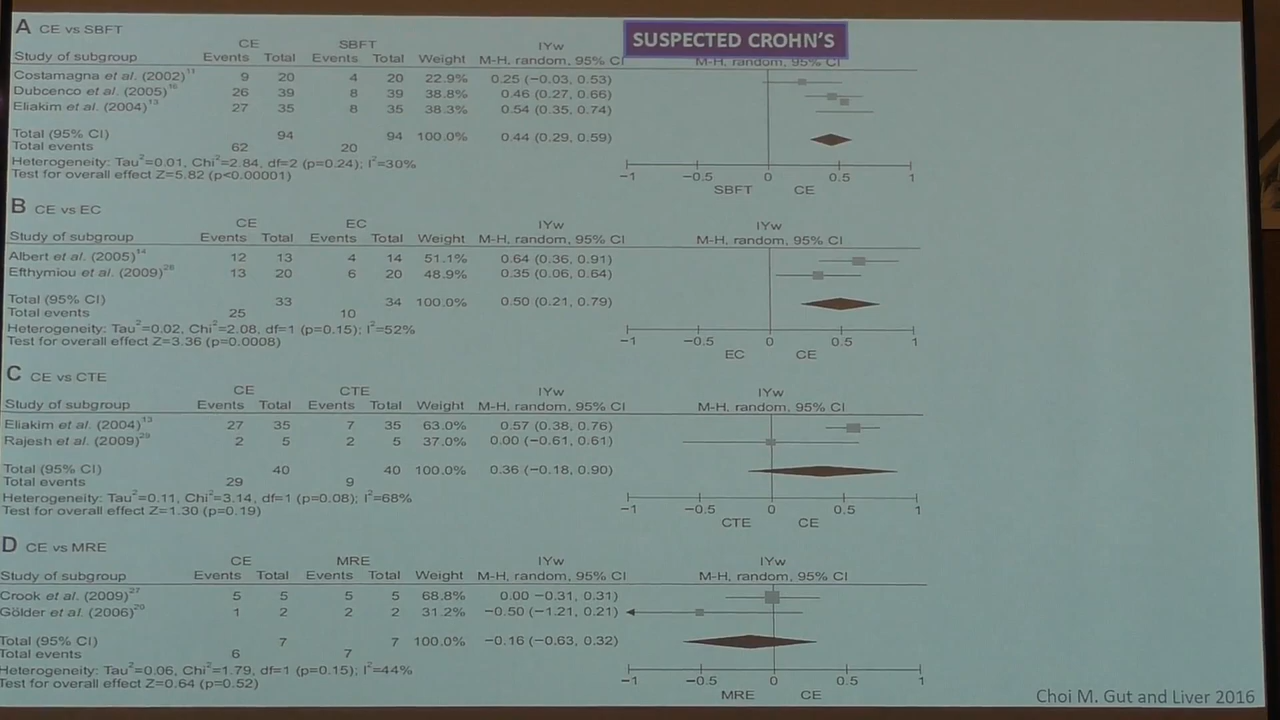 A CE vs SBFT
SUSPECTED CROHN'S
CE SBFT IYw
Study of subgroup Events Total Events Total Weight M-H, random, 95% CI M-H, random, 95% CI
Costamagna et al. (2002)11 9 20 4 20 22.9% 0.25 (−0.03, 0.53)
Dubcenco et al. (2005) 26 39 8 39 38.8% 0.46 (0.27, 0.66)
Eliakim et al. (2004)13 27 35 8 35 38.3% 0.54 (0.35, 0.74)
Total (95% CI) 94 94 100.0% 0.44 (0.29, 0.59)
Total events 62 20
Heterogeneity: Tau2=0.01, Chi2=2.84, df=2 (p=0.24); I2=30%
Test for overall effect Z=5.82 (p<0.00001)
−1 −0.5 0 0.5 1
SBFT CE
B CE vs EC
CE EC IYw IYw
Study of subgroup Events Total Events Total Weight M-H, random, 95% CI M-H, random, 95% CI
Albert et al. (2005)14 12 13 4 14 51.1% 0.64 (0.36, 0.91)
Efthymiou et al. (2009) 13 20 6 20 48.9% 0.35 (0.06, 0.64)
Total (95% CI) 33 34 100.0% 0.50 (0.21, 0.79)
Total events 25 10
Heterogeneity: Tau2=0.02, Chi2=2.08, df=1 (p=0.15); I2=52%
Test for overall effect Z=3.36 (p=0.0008)
−1 −0.5 0 0.5 1
EC CE
C CE vs CTE
CE CTE IYw IYw
Study of subgroup Events Total Events Total Weight M-H, random, 95% CI M-H, random, 95% CI
Eliakim et al. (2004)13 27 35 7 35 63.0% 0.57 (0.38, 0.76)
Rajesh et al. (2009) 2 5 2 5 37.0% 0.00 (−0.61, 0.61)
Total (95% CI) 40 40 100.0% 0.36 (−0.18, 0.90)
Total events 29 9
Heterogeneity: Tau2=0.11, Chi2=3.14, df=1 (p=0.08); I2=68%
Test for overall effect Z=1.30 (p=0.19)
−1 −0.5 0 0.5 1
CTE CE
D CE vs MRE
CE MRE IYw IYw
Study of subgroup Events Total Events Total Weight M-H, random, 95% CI M-H, random, 95% CI
Crook et al. (2009)27 5 5 5 5 68.8% 0.00 −0.31, 0.31)
Gölder et al. (2006) 1 2 2 2 31.2% −0.50 (−1.21, 0.21)
Total (95% CI) 7 7 100.0% −0.16 (−0.63, 0.32)
Total events 6 7
Heterogeneity: Tau2=0.06, Chi2=1.79, df=1 (p=0.15); I2=44%
Test for overall effect Z=0.64 (p=0.52)
−1 −0.5 0 0.5 1
MRE CE
Choi M. Gut and Liver 2016